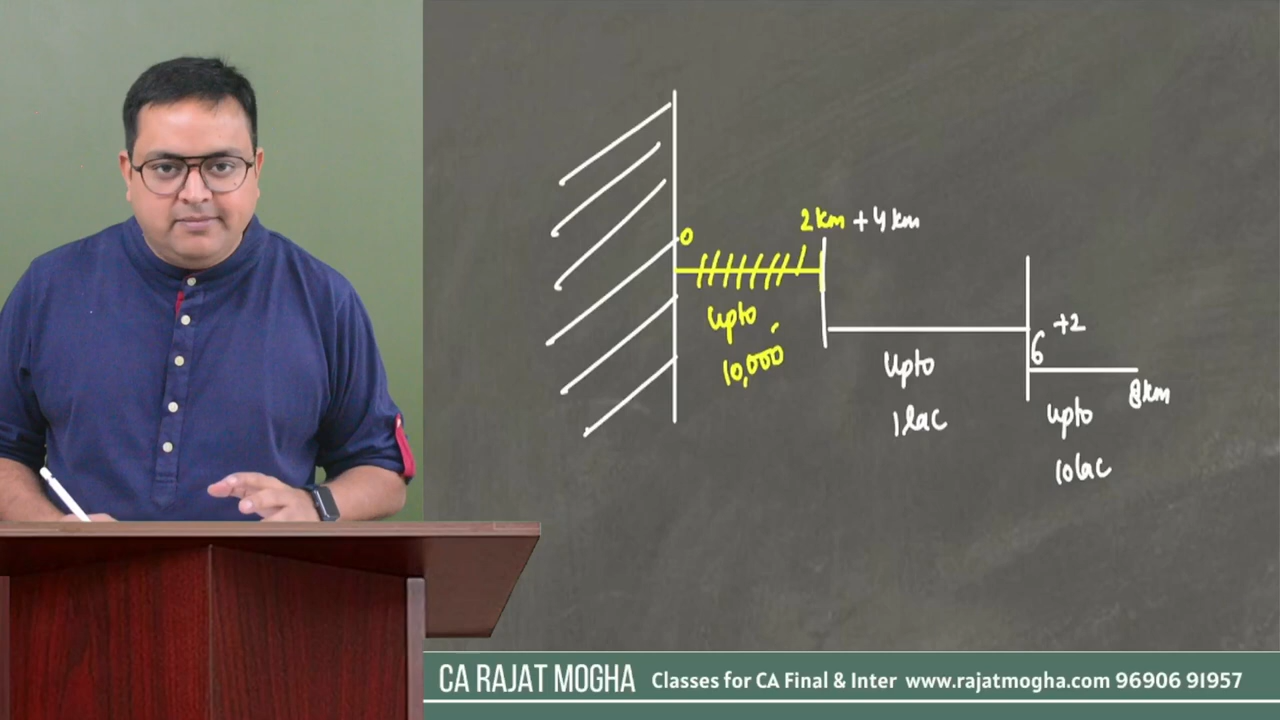 0
2 km + 4 km
upto
10,000
upto
1 lac
6 +2
8 km
upto
10 lac
CA RAJAT MOGHA Classes for CA Final & Inter www.rajatmogha.com 96906 91957